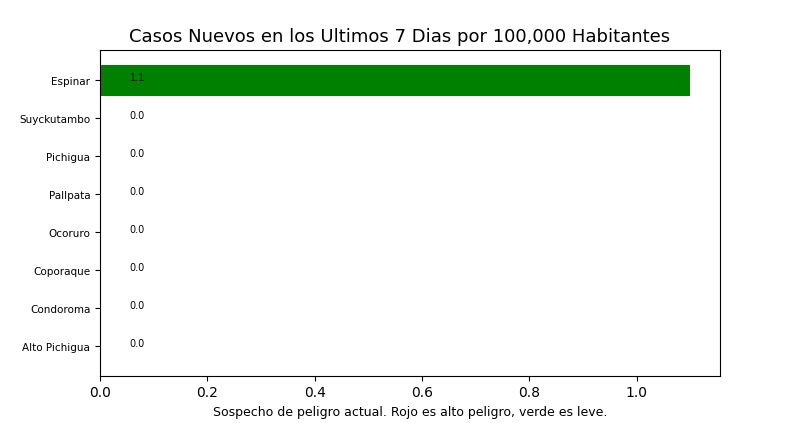 Casos Nuevos en los Ultimos 7 Dias por 100,000 Habitantes
Espinar 1.1
Suyckutambo 0.0
Pichigua 0.0
Pallpata 0.0
Ocoruro 0.0
Coporaque 0.0
Condoroma 0.0
Alto Pichigua 0.0
0.0 0.2 0.4 0.6 0.8 1.0
Sospecho de peligro actual. Rojo es alto peligro, verde es leve.